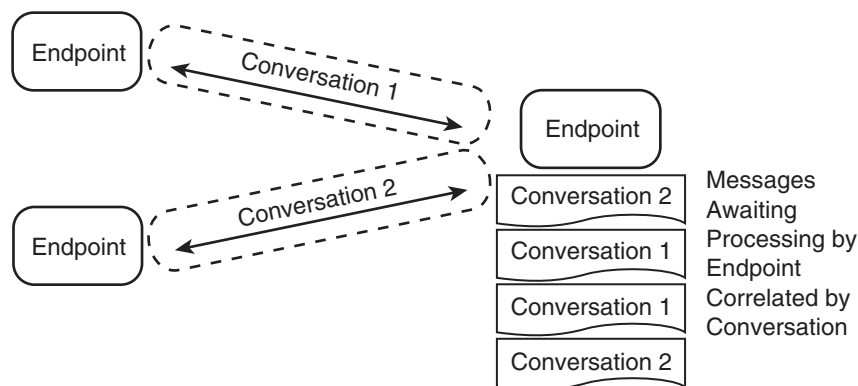 Endpoint
Conversation 1
Endpoint
Conversation 2
Endpoint
Conversation 2
Conversation 1
Conversation 1
Conversation 2
Messages
Awaiting
Processing by
Endpoint
Correlated by
Conversation